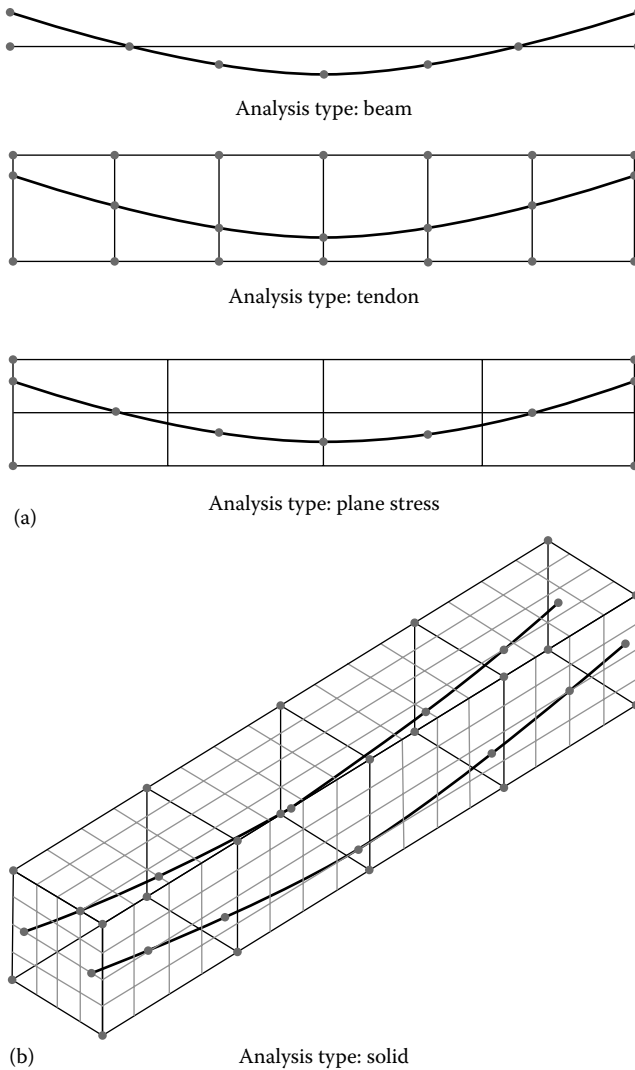 Analysis type: beam
Analysis type: tendon
Analysis type: plane stress
(a)
(b)
Analysis type: solid